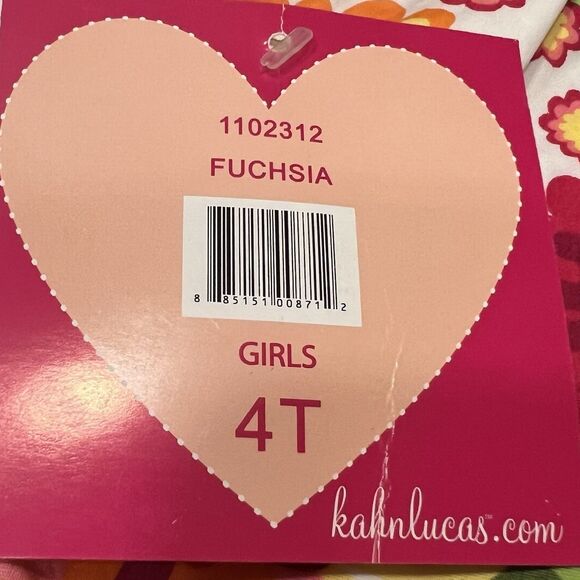 1102312
FUCHSIA
8 85151 00871 2
GIRLS
4T
kahnlucas.com